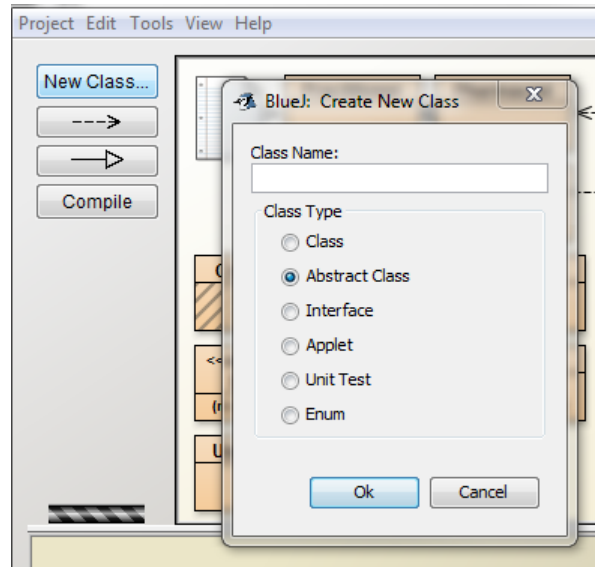 Project Edit Tools View Help
New Class...
Compile
BlueJ: Create New Class
Class Name:
Class Type
Class
Abstract Class
Interface
Applet
Unit Test
Enum
Ok
Cancel